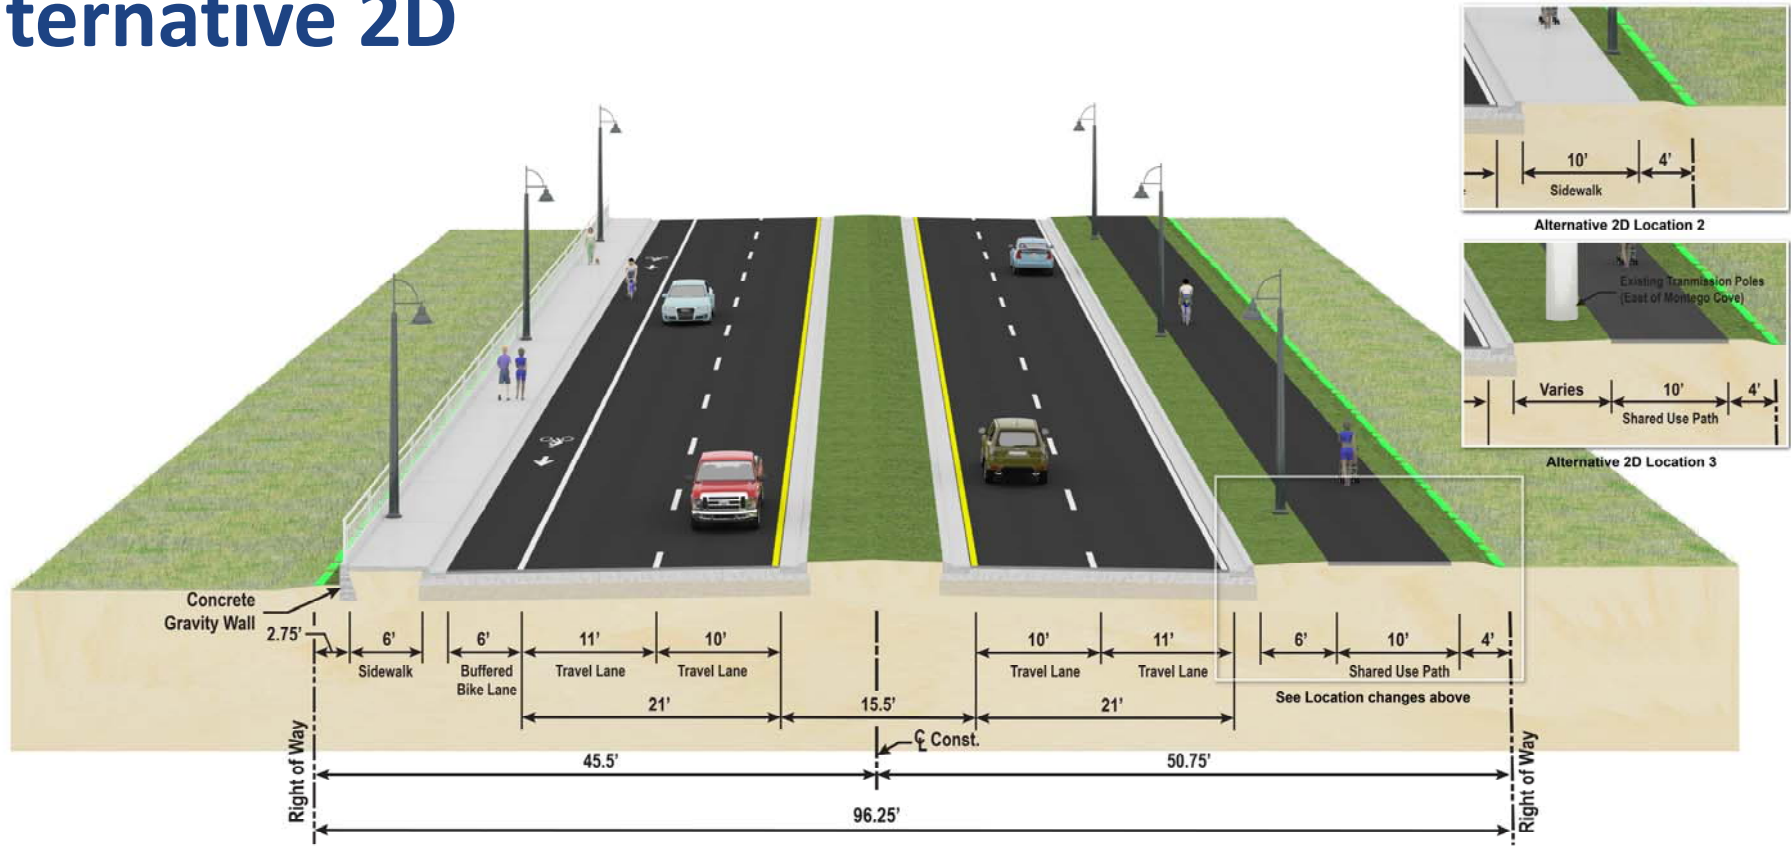 ternative 2D
10’
4’
Sidewalk
Alternative 2D Location 2
Existing Tranmission Poles
(East of Montego Cove)
Varies
10’
4’
Shared Use Path
Alternative 2D Location 3
Concrete
Gravity Wall
2.75’
6’
6’
11’
10’
10’
11’
6’
10’
4’
Sidewalk
Buffered
Bike Lane
Travel Lane
Travel Lane
Travel Lane
Travel Lane
Shared Use Path
See Location changes above
21’
15.5’
21’
℄ Const.
45.5’
50.75’
96.25’
Right of Way
Right of Way